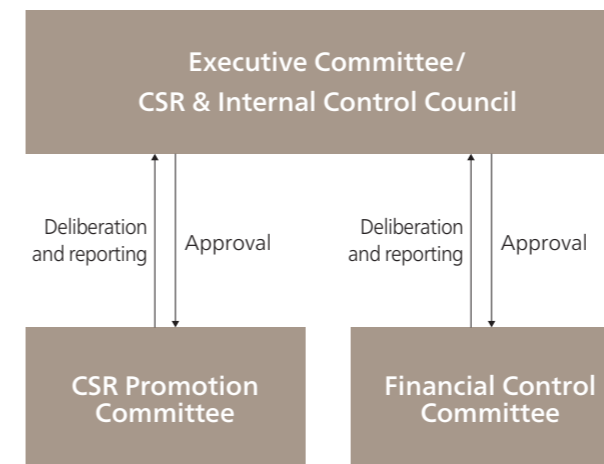 Executive Committee/
CSR & Internal Control Council
Deliberation
and reporting
Approval
Deliberation
and reporting
Approval
CSR Promotion
Committee
Financial Control
Committee